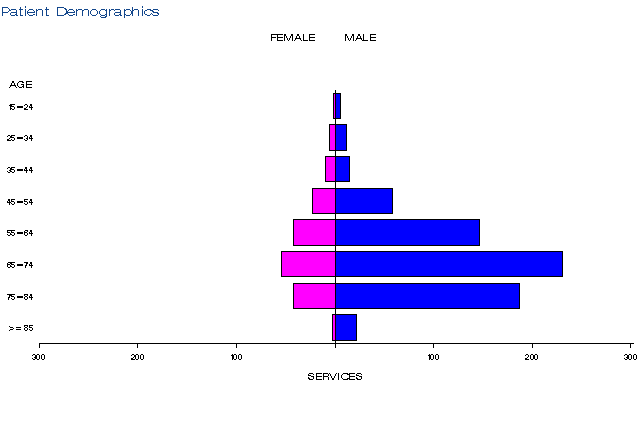 Patient Demographics
FEMALE MALE
AGE
15-24
25-34
35-44
45-54
55-64
65-74
75-84
>=85
300 200 100 100 200 300
SERVICES